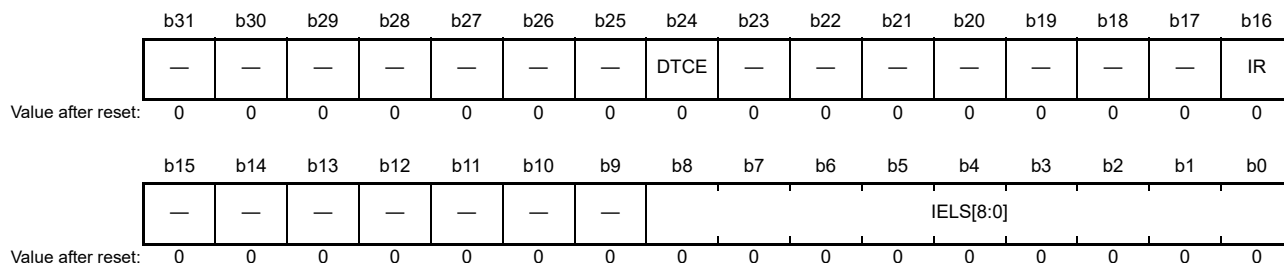 b31 b30 b29 b28 b27 b26 b25 b24 b23 b22 b21 b20 b19 b18 b17 b16
— — — — — — — DTCE — — — — — — — IR
Value after reset: 0 0 0 0 0 0 0 0 0 0 0 0 0 0 0 0
b15 b14 b13 b12 b11 b10 b9 b8 b7 b6 b5 b4 b3 b2 b1 b0
— — — — — — — IELS[8:0]
Value after reset: 0 0 0 0 0 0 0 0 0 0 0 0 0 0 0 0